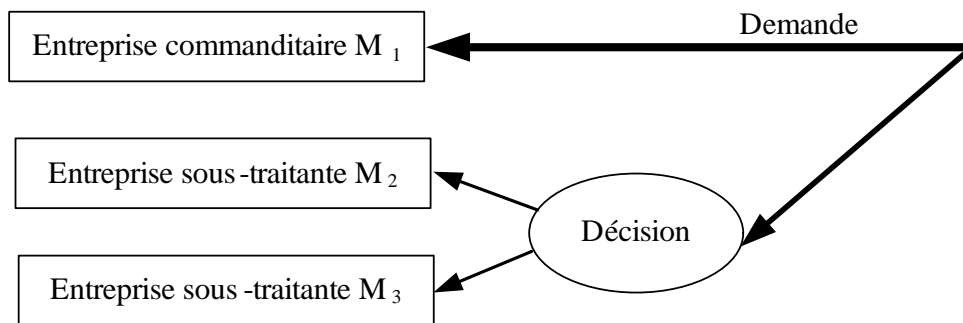 Demande
Entreprise commanditaire M 1
Entreprise sous-traitante M 2
Décision
Entreprise sous-traitante M 3